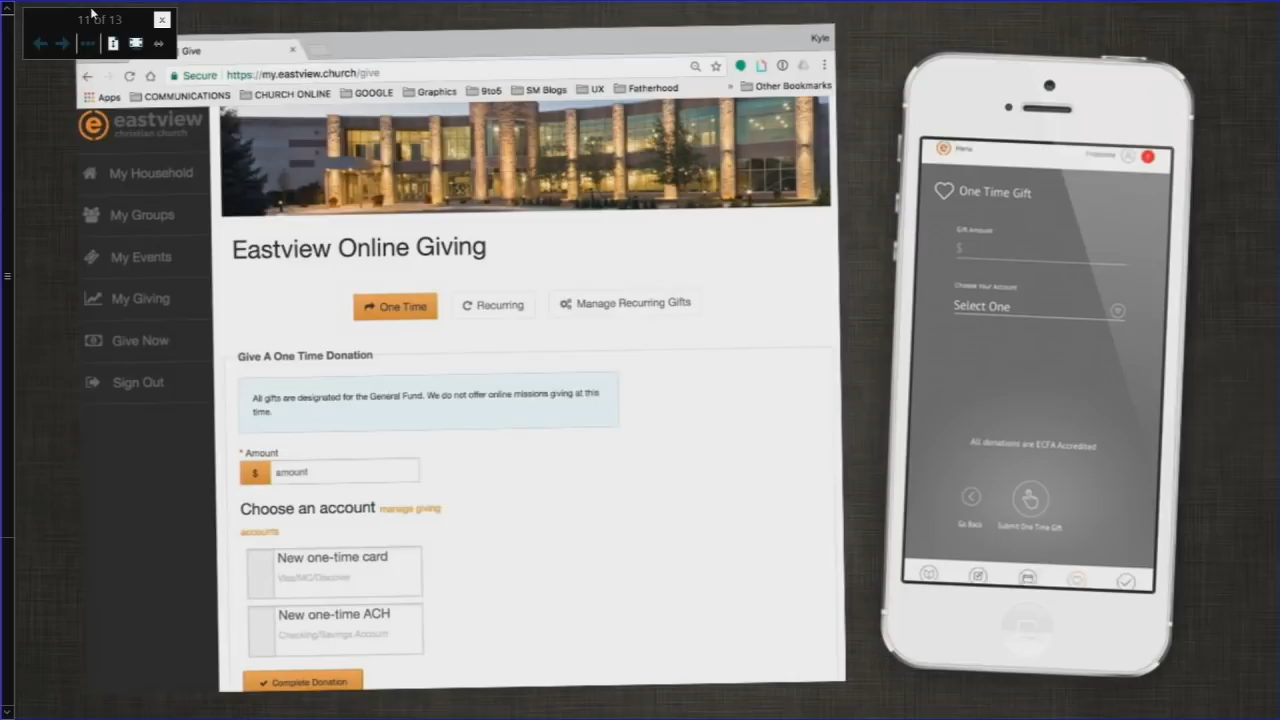 11 of 13
x
Give
×
Kyle
Secure
https://my.eastview.church/give
Apps
COMMUNICATIONS
CHURCH ONLINE
GOOGLE
Graphics
9to5
SM Blogs
UX
Fatherhood
»
Other Bookmarks
e eastview
christian church
My Household
My Groups
My Events
My Giving
Give Now
Sign Out
Eastview Online Giving
One Time
Recurring
Manage Recurring Gifts
Give A One Time Donation
All gifts are designated for the General Fund. We do not offer online missions giving at this
time.
* Amount
$ amount
Choose an account manage giving
accounts
New one-time card
Visa/MC/Discover
New one-time ACH
Checking/Savings Account
Complete Donation
e Menu
One Time Gift
Gift Amount
$
Choose Your Account
Select One
All donations are ECFA Accredited
Go Back
Submit One Time Gift